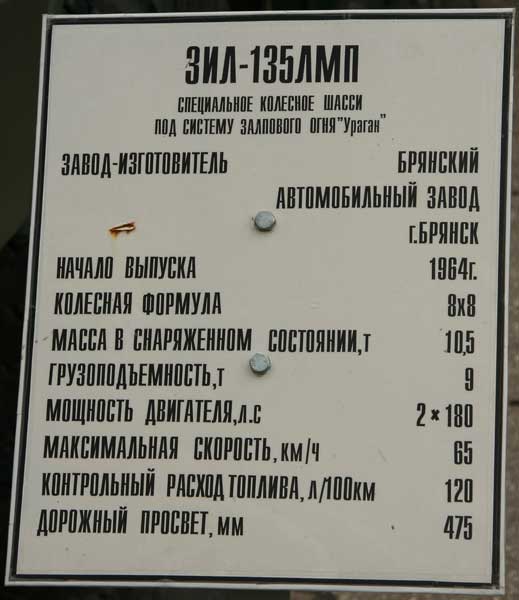 ЗИЛ-135ЛМП
СПЕЦИАЛЬНОЕ КОЛЕСНОЕ ШАССИ
ПОД СИСТЕМУ ЗАЛПОВОГО ОГНЯ "Ураган"
ЗАВОД-ИЗГОТОВИТЕЛЬ БРЯНСКИЙ
АВТОМОБИЛЬНЫЙ ЗАВОД
г.БРЯНСК
НАЧАЛО ВЫПУСКА 1964г.
КОЛЕСНАЯ ФОРМУЛА 8х8
МАССА В СНАРЯЖЕННОМ СОСТОЯНИИ,т 10,5
ГРУЗОПОДЪЕМНОСТЬ,т 9
МОЩНОСТЬ ДВИГАТЕЛЯ,л.с 2×180
МАКСИМАЛЬНАЯ СКОРОСТЬ, км/ч 65
КОНТРОЛЬНЫЙ РАСХОД ТОПЛИВА, л/100км 120
ДОРОЖНЫЙ ПРОСВЕТ, мм 475